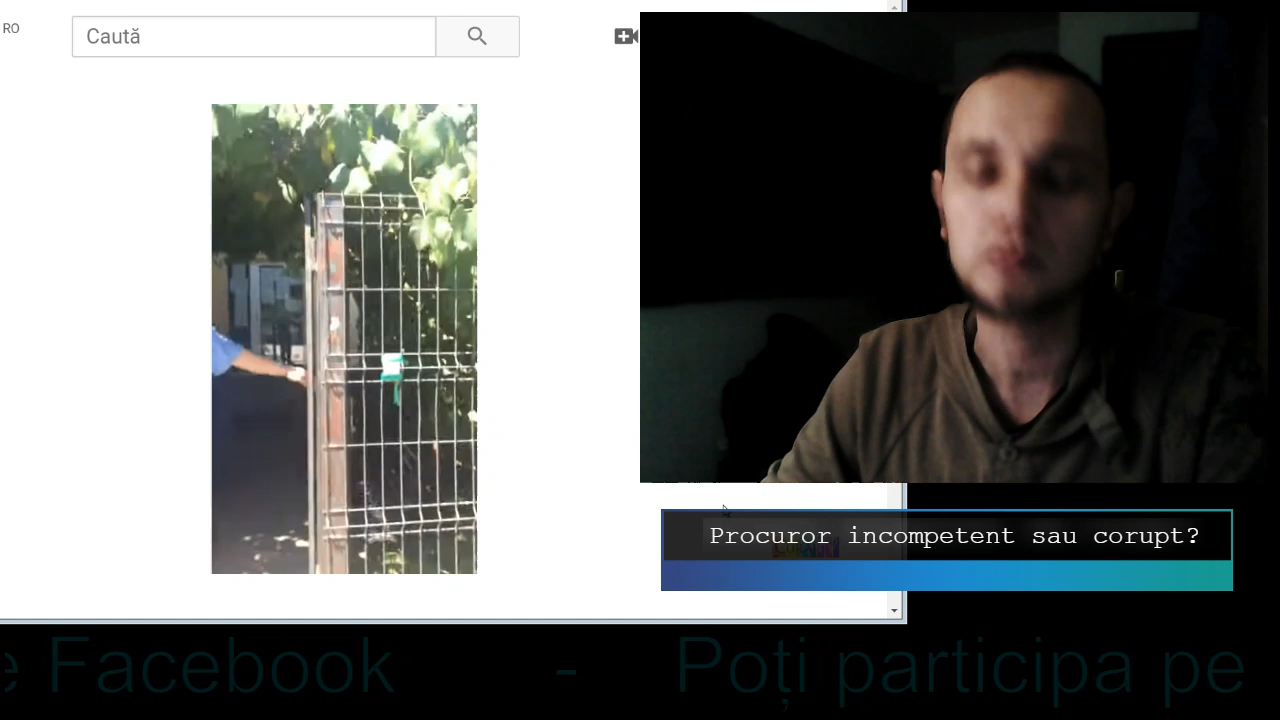 RO
Caută
Procuror incompetent sau corupt?
e Facebook - Poți participa pe